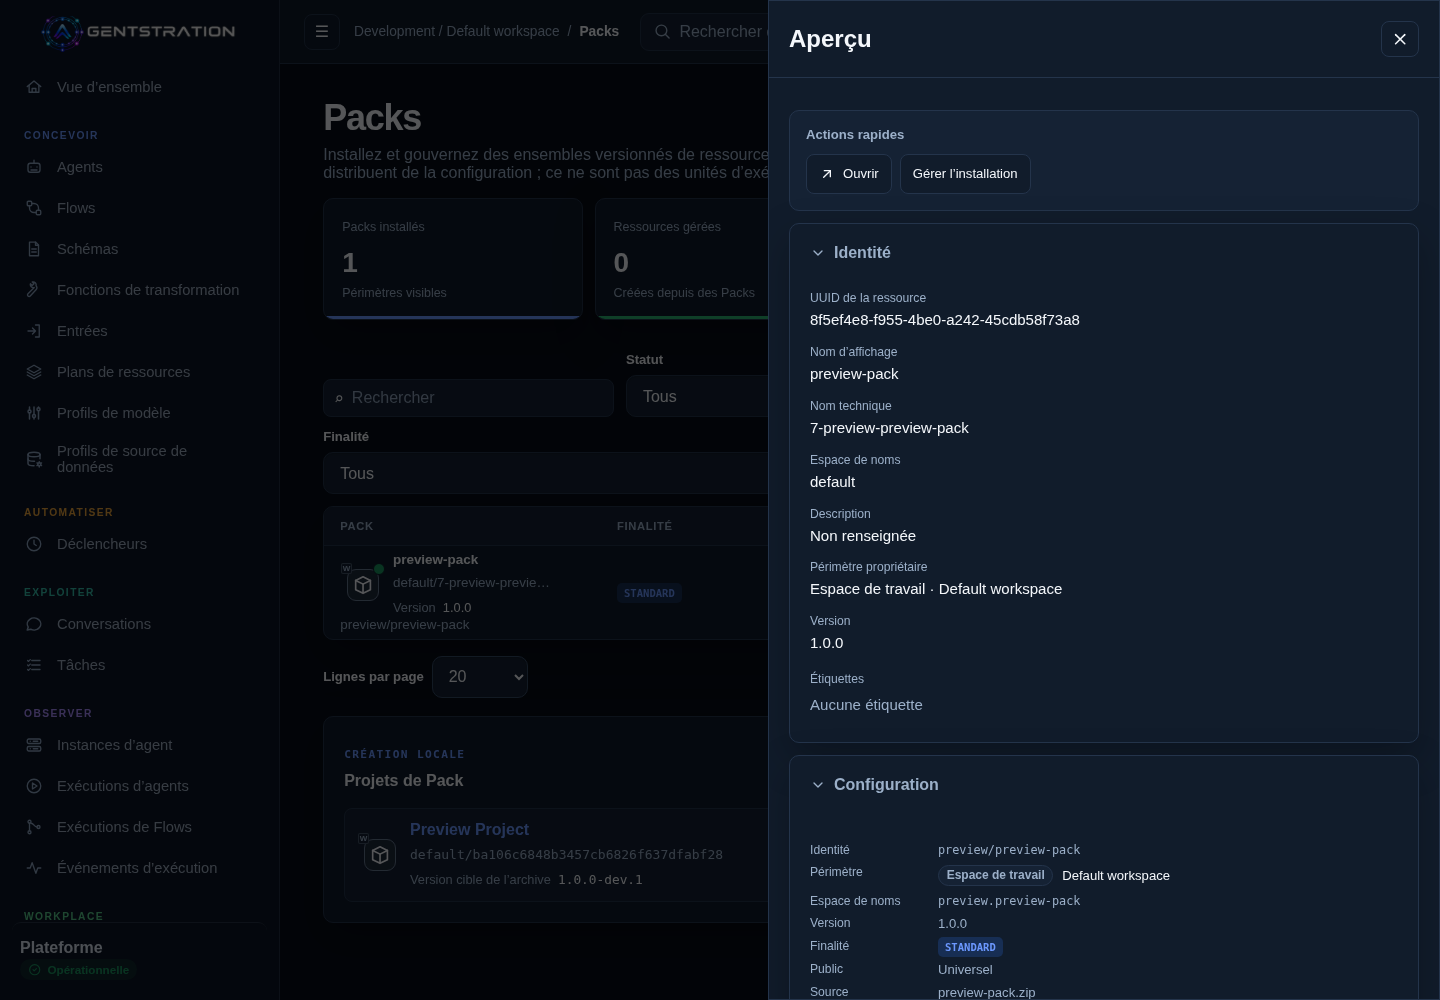 GENTSTRATION
Vue d'ensemble
CONCEVOIR
Agents
Flows
Schémas
Fonctions de transformation
Entrées
Plans de ressources
Profils de modèle
Profils de source de
données
AUTOMATISER
Déclencheurs
EXPLOITER
Conversations
Tâches
OBSERVER
Instances d'agent
Exécutions d'agents
Exécutions de Flows
Événements d'exécution
WORKPLACE
Plateforme
Opérationnelle
Development / Default workspace / Packs
Rechercher
Packs
Installez et gouvernez des ensembles versionnés de ressource
distribuent de la configuration ; ce ne sont pas des unités d'exé
Packs installés
1
Périmètres visibles
Ressources gérées
0
Créées depuis des Packs
Rechercher
Statut
Tous
Finalité
Tous
PACK
FINALITÉ
W
preview-pack
default/7-preview-previe…
Version 1.0.0
preview/preview-pack
STANDARD
Lignes par page
20
CRÉATION LOCALE
Projets de Pack
W
Preview Project
default/ba106c6848b3457cb6826f637dfabf28
Version cible de l'archive 1.0.0-dev.1
Aperçu
Actions rapides
Ouvrir
Gérer l'installation
Identité
UUID de la ressource
8f5ef4e8-f955-4be0-a242-45cdb58f73a8
Nom d'affichage
preview-pack
Nom technique
7-preview-preview-pack
Espace de noms
default
Description
Non renseignée
Périmètre propriétaire
Espace de travail · Default workspace
Version
1.0.0
Étiquettes
Aucune étiquette
Configuration
Identité preview/preview-pack
Périmètre Espace de travail Default workspace
Espace de noms preview.preview-pack
Version 1.0.0
Finalité STANDARD
Public Universel
Source preview-pack.zip